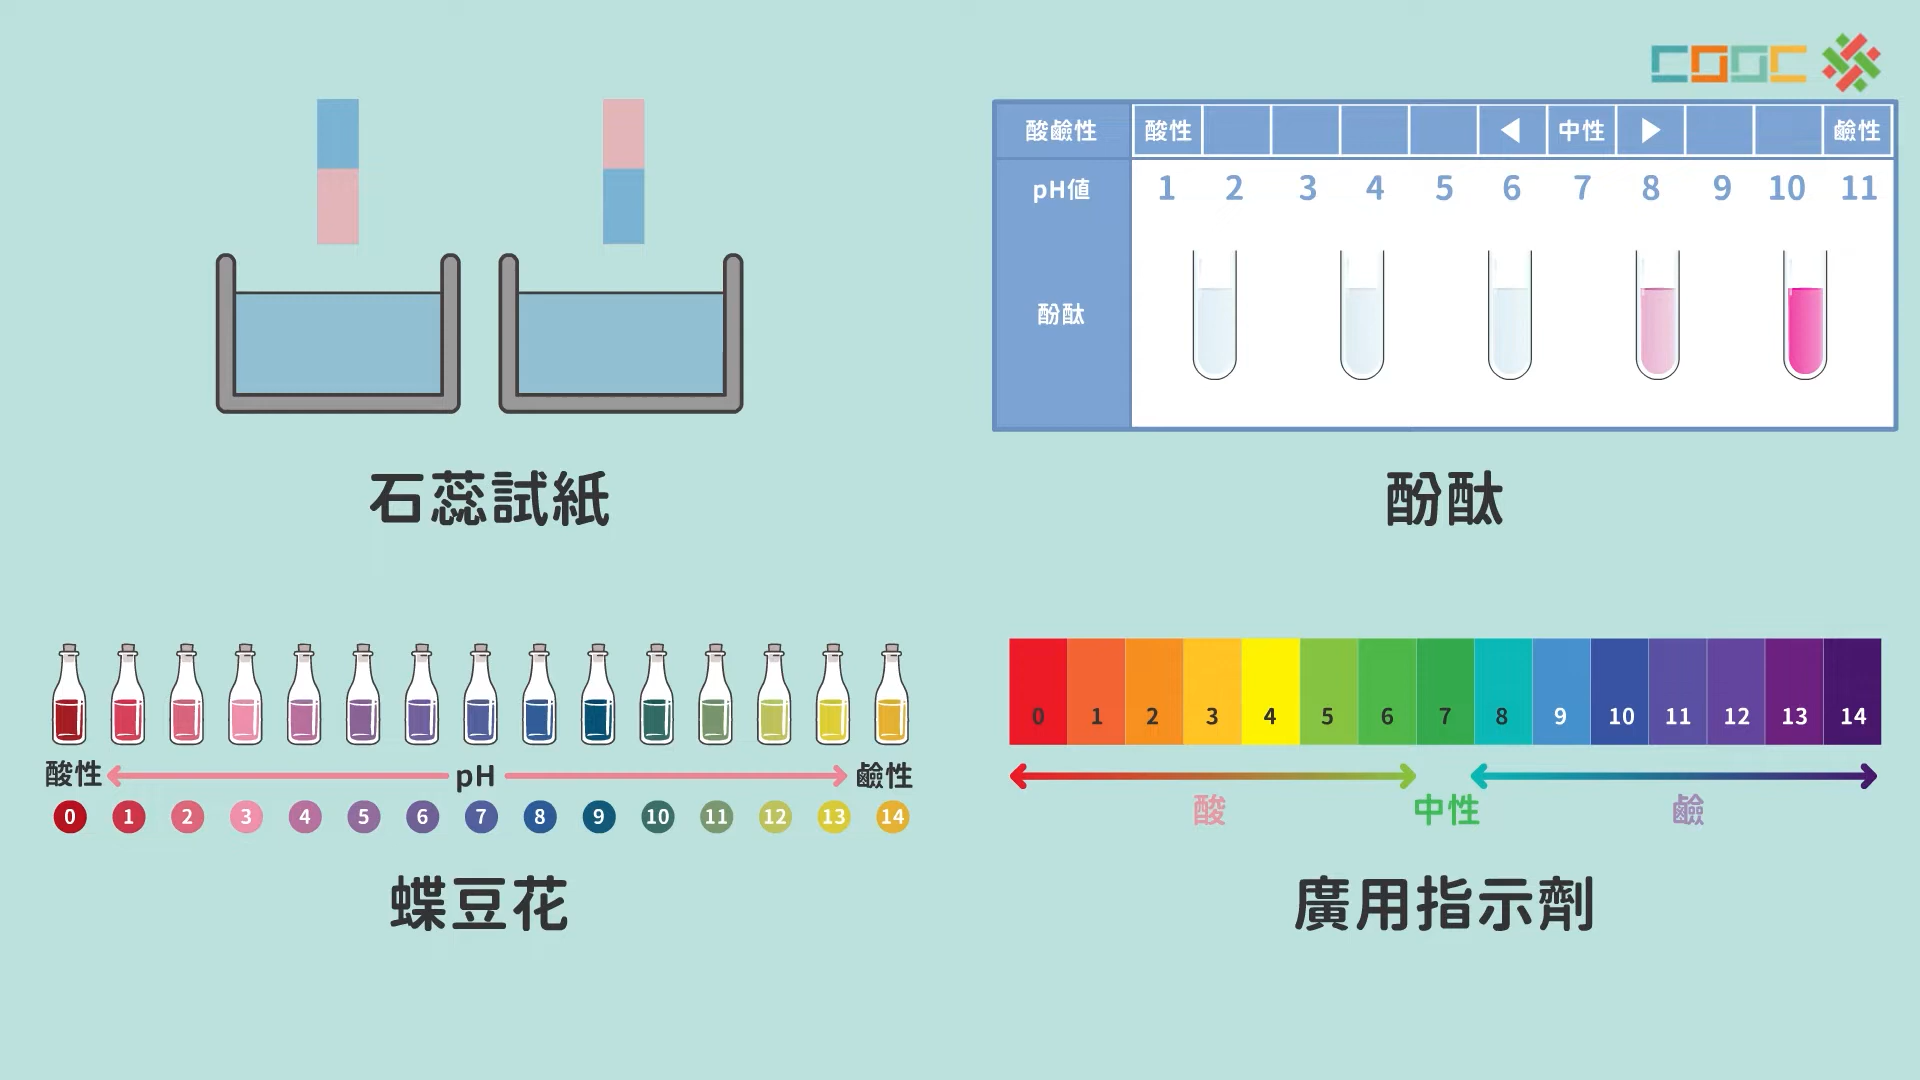 COOC
酸鹼性 酸性 中性 鹼性
pH值 1 2 3 4 5 6 7 8 9 10 11
酚酞
石蕊試紙
酚酞
酸性 pH 鹼性
0 1 2 3 4 5 6 7 8 9 10 11 12 13 14
蝶豆花
0 1 2 3 4 5 6 7 8 9 10 11 12 13 14
酸 中性 鹼
廣用指示劑